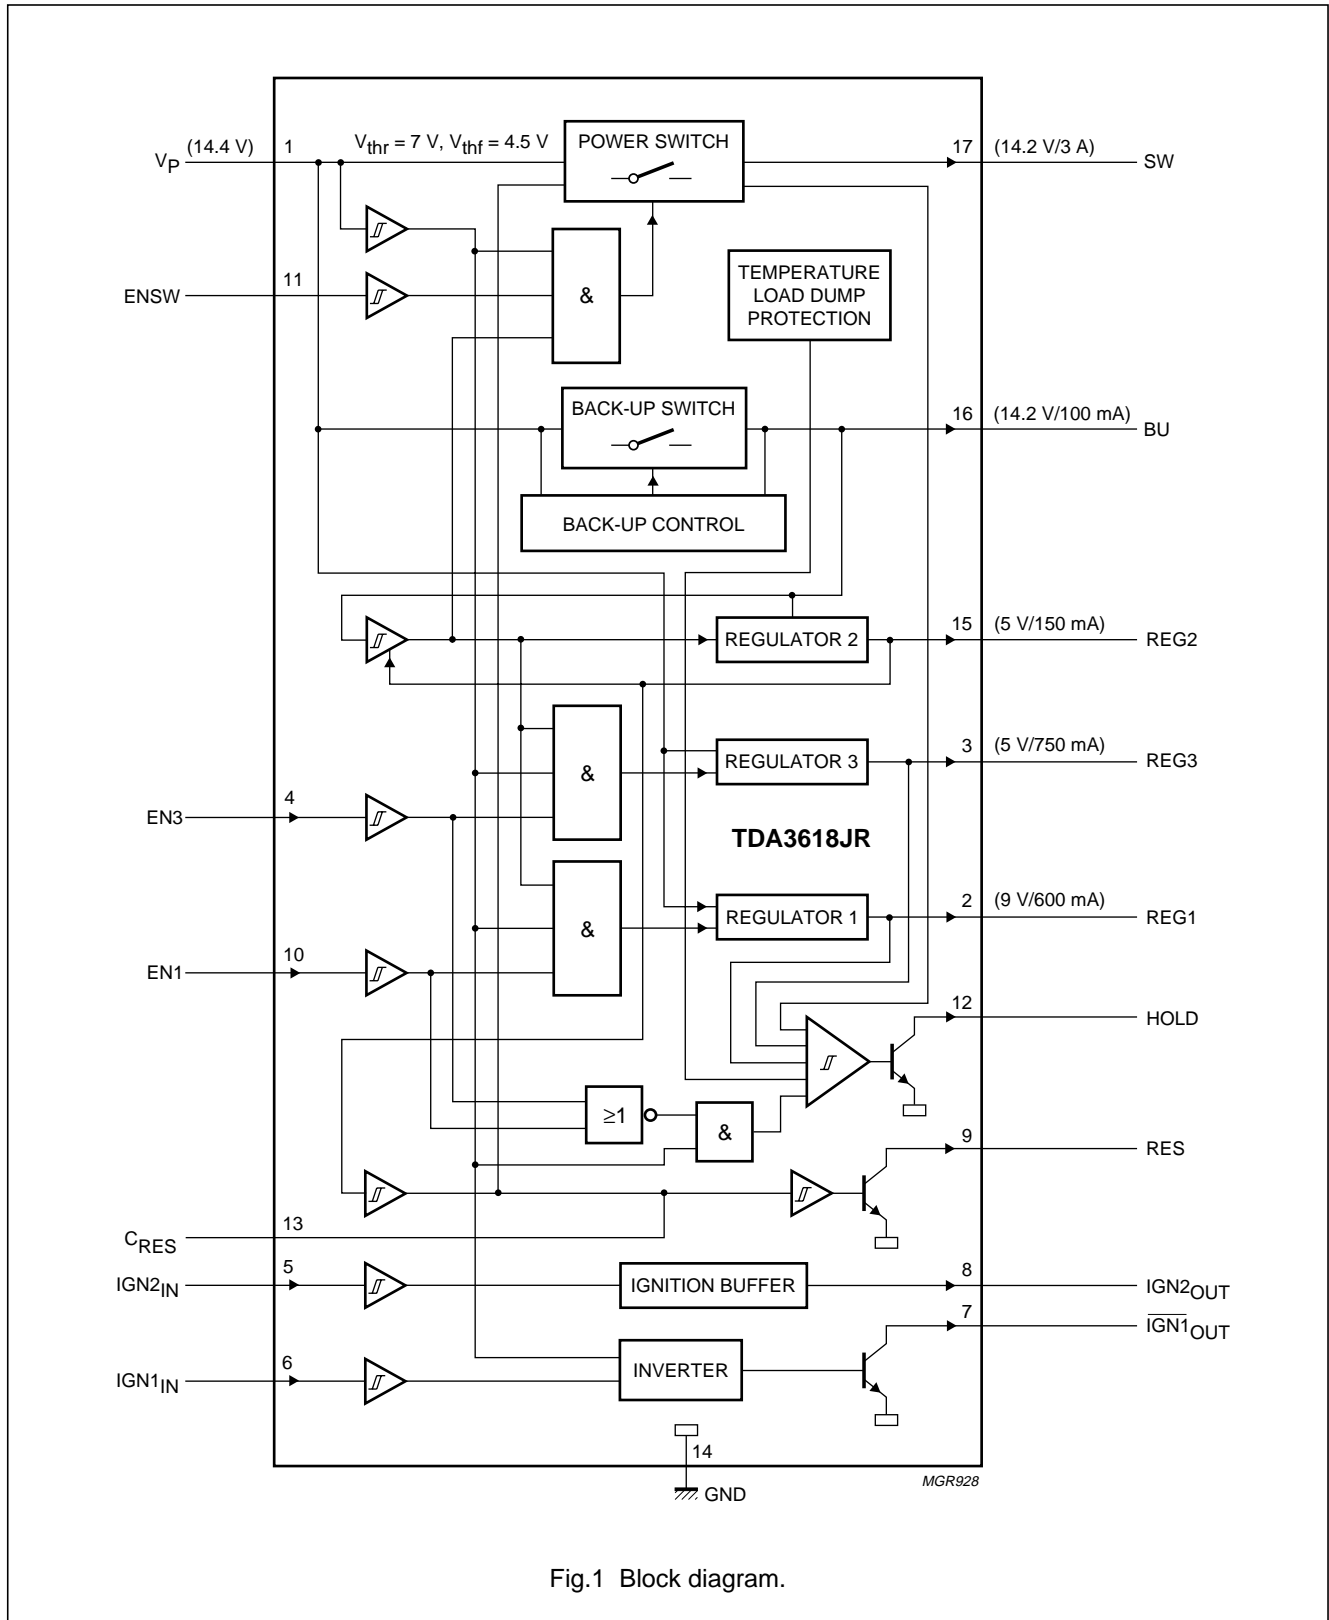 V_P (14.4 V) 1 V_thr = 7 V, V_thf = 4.5 V POWER SWITCH 17 (14.2 V/3 A) SW
ENSW 11 &
TEMPERATURE
LOAD DUMP
PROTECTION
BACK-UP SWITCH 16 (14.2 V/100 mA) BU
BACK-UP CONTROL
REGULATOR 2 15 (5 V/150 mA) REG2
& REGULATOR 3 3 (5 V/750 mA) REG3
EN3 4
TDA3618JR
& REGULATOR 1 2 (9 V/600 mA) REG1
EN1 10
12 HOLD
≥1 &
9 RES
C_RES 13
IGN2_IN 5 IGNITION BUFFER 8 IGN2_OUT
7 I̅G̅N̅1̅_OUT
IGN1_IN 6 INVERTER
14
GND
MGR928
Fig.1 Block diagram.